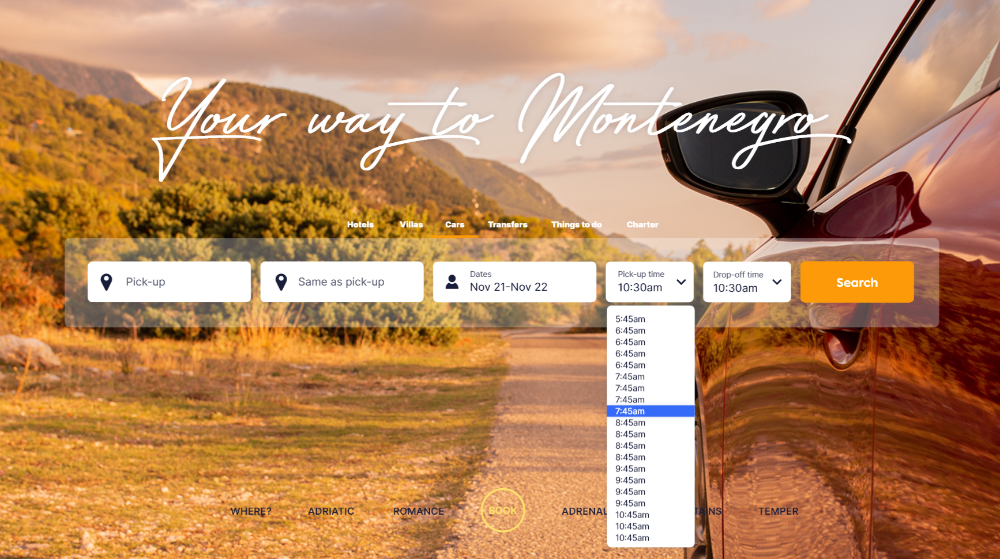 Your way to Montenegro
Hotels Villas Cars Transfers Things to do Charter
Pick-up
Same as pick-up
Dates
Nov 21-Nov 22
Pick-up time
10:30am
Drop-off time
10:30am
Search
5:45am
6:45am
6:45am
6:45am
6:45am
7:45am
7:45am
7:45am
7:45am
8:45am
8:45am
8:45am
8:45am
9:45am
9:45am
9:45am
9:45am
10:45am
10:45am
10:45am
WHERE? ADRIATIC ROMANCE BOOK ADRENAL TAINS TEMPER